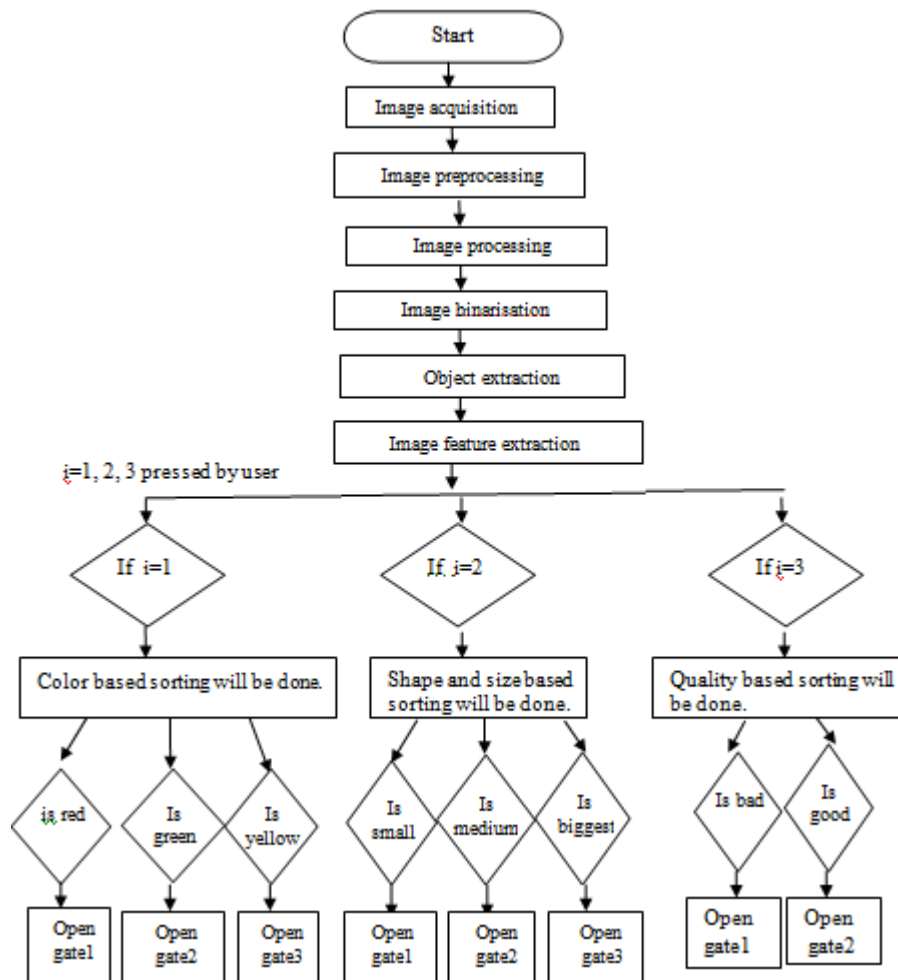 Start
Image acquisition
Image preprocessing
Image processing
Image binarisation
Object extraction
Image feature extraction
i=1, 2, 3 pressed by user
If i=1
If, i=2
If i=3
Color based sorting will be done.
Shape and size based
sorting will be done.
Quality based sorting will
be done.
is red
Is
green
Is
yellow
Is
small
Is
medium
Is
biggest
Is bad
Is
good
Open
gate1
Open
gate2
Open
gate3
Open
gate1
Open
gate2
Open
gate3
Open
gate1
Open
gate2